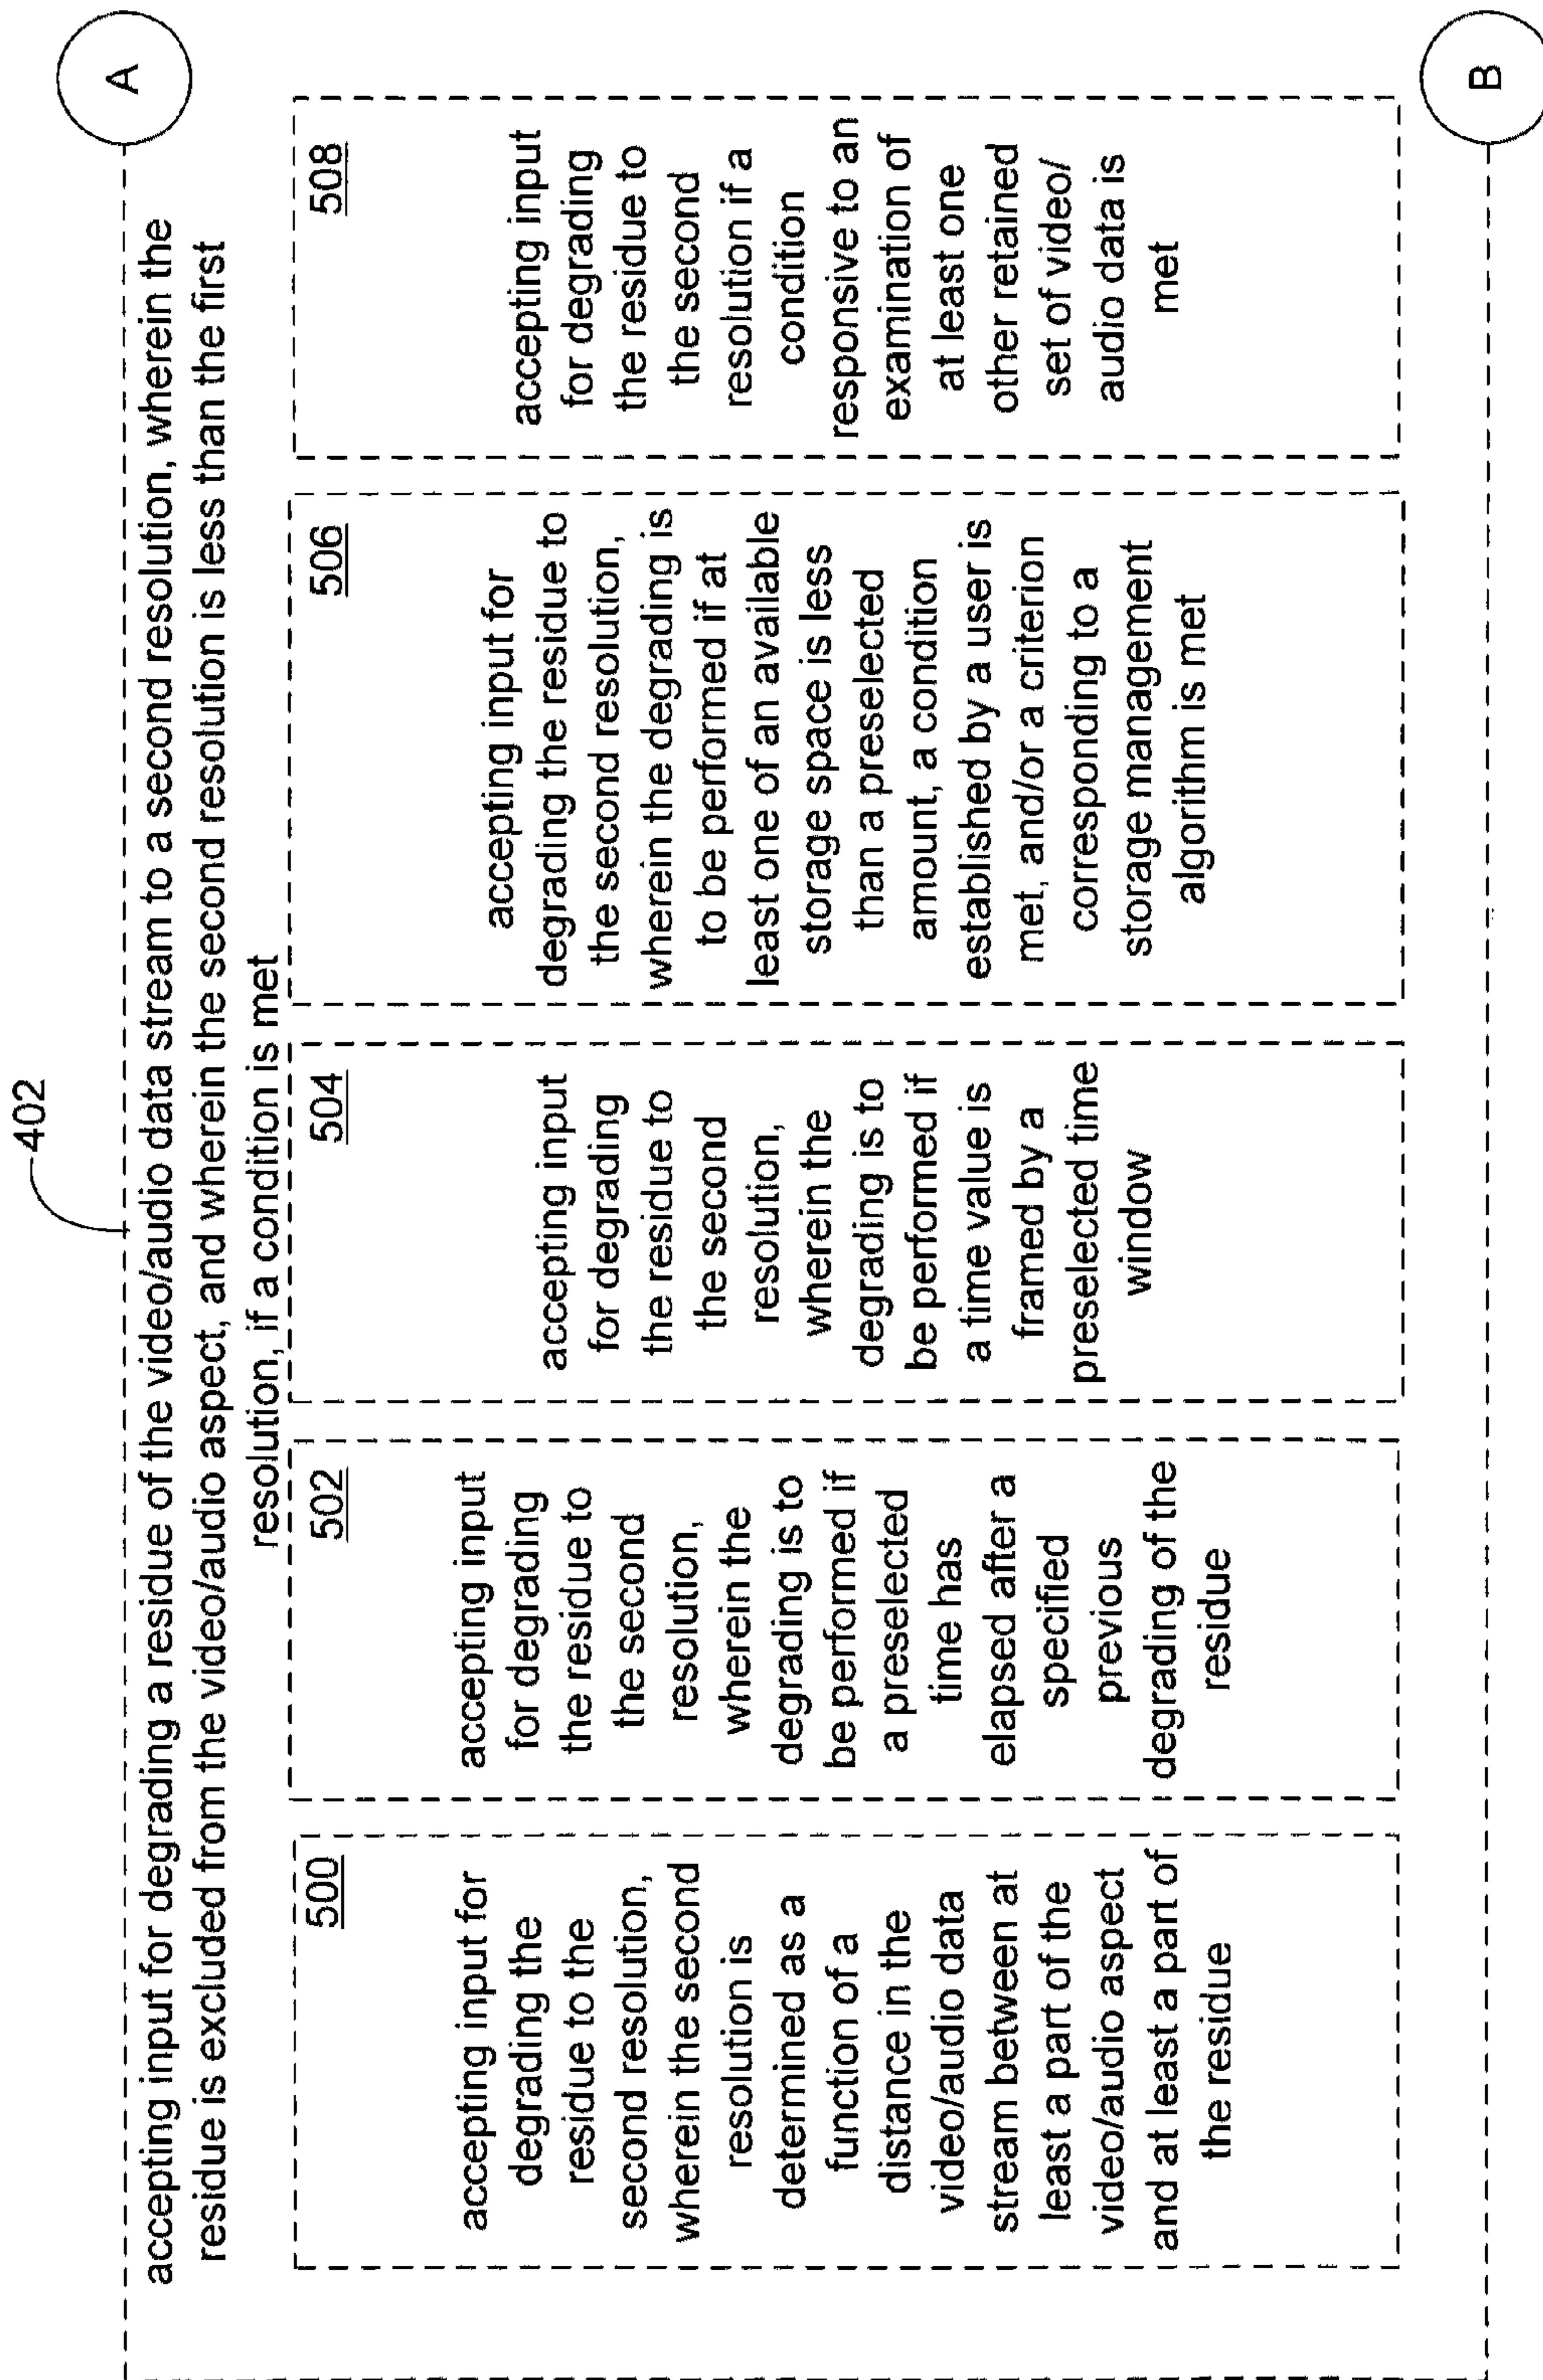 402
A
accepting input for degrading a residue of the video/audio data stream to a second resolution, wherein the
residue is excluded from the video/audio aspect, and wherein the second resolution is less than the first
resolution, if a condition is met
500
accepting input for
degrading the
residue to the
second resolution,
wherein the second
resolution is
determined as a
function of a
distance in the
video/audio data
stream between at
least a part of the
video/audio aspect
and at least a part of
the residue
502
accepting input
for degrading
the residue to
the second
resolution,
wherein the
degrading is to
be performed if
a preselected
time has
elapsed after a
specified
previous
degrading of the
residue
504
accepting input
for degrading
the residue to
the second
resolution,
wherein the
degrading is to
be performed if
a time value is
framed by a
preselected time
window
506
accepting input for
degrading the residue to
the second resolution,
wherein the degrading is
to be performed if at
least one of an available
storage space is less
than a preselected
amount, a condition
established by a user is
met, and/or a criterion
corresponding to a
storage management
algorithm is met
508
accepting input
for degrading
the residue to
the second
resolution if a
condition
responsive to an
examination of
at least one
other retained
set of video/
audio data is
met
B